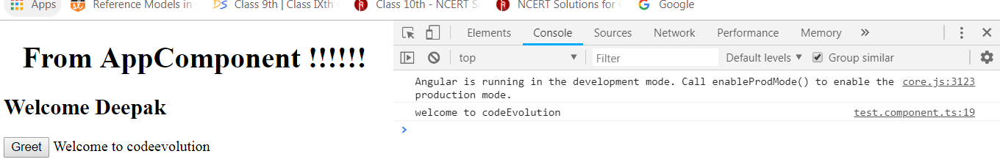 Apps Reference Models in DS Class 9th | Class IXth Class 10th - NCERT S NCERT Solutions for G Google
Elements Console Sources Network Performance Memory »
top Filter Default levels Group similar
From AppComponent !!!!!!
Welcome Deepak
Greet Welcome to codeevolution
Angular is running in the development mode. Call enableProdMode() to enable the core.js:3123
production mode.
welcome to codeEvolution test.component.ts:19
>